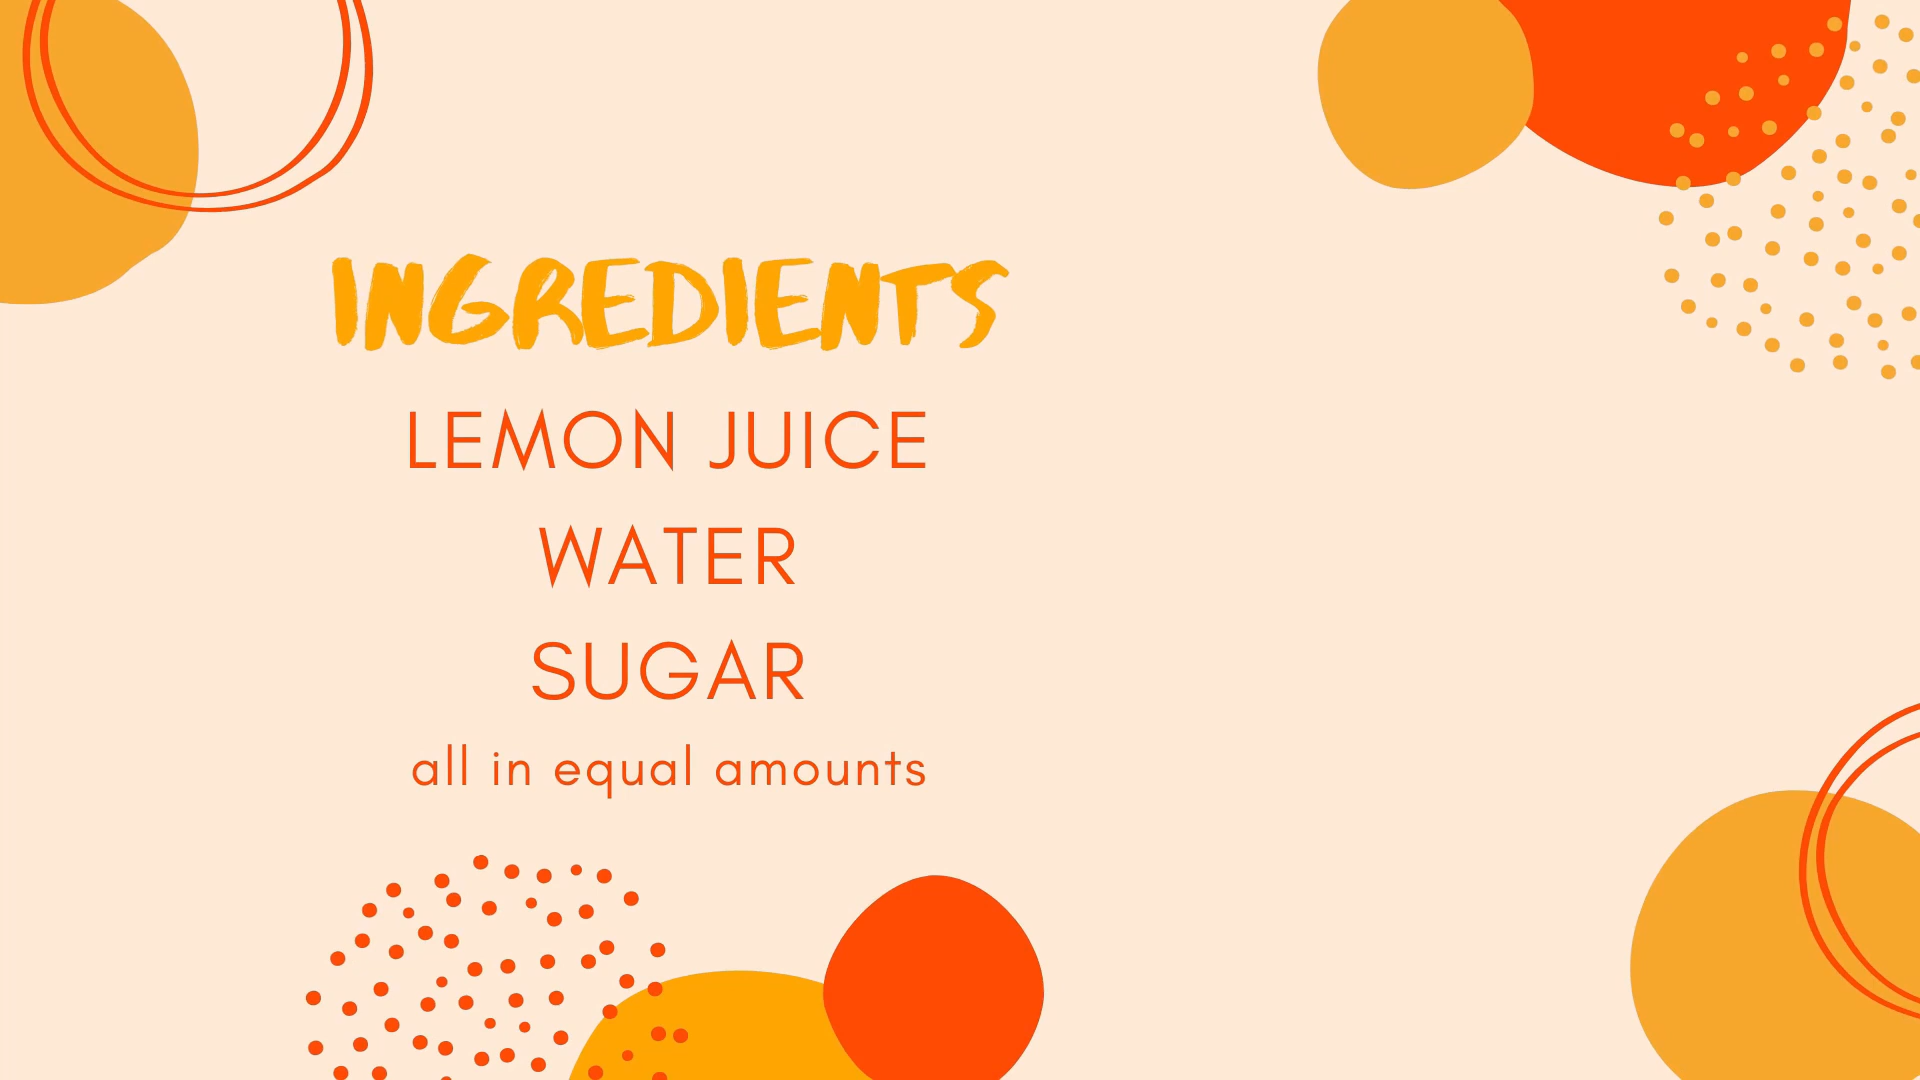 INGREDIENTS
LEMON JUICE
WATER
SUGAR
all in equal amounts